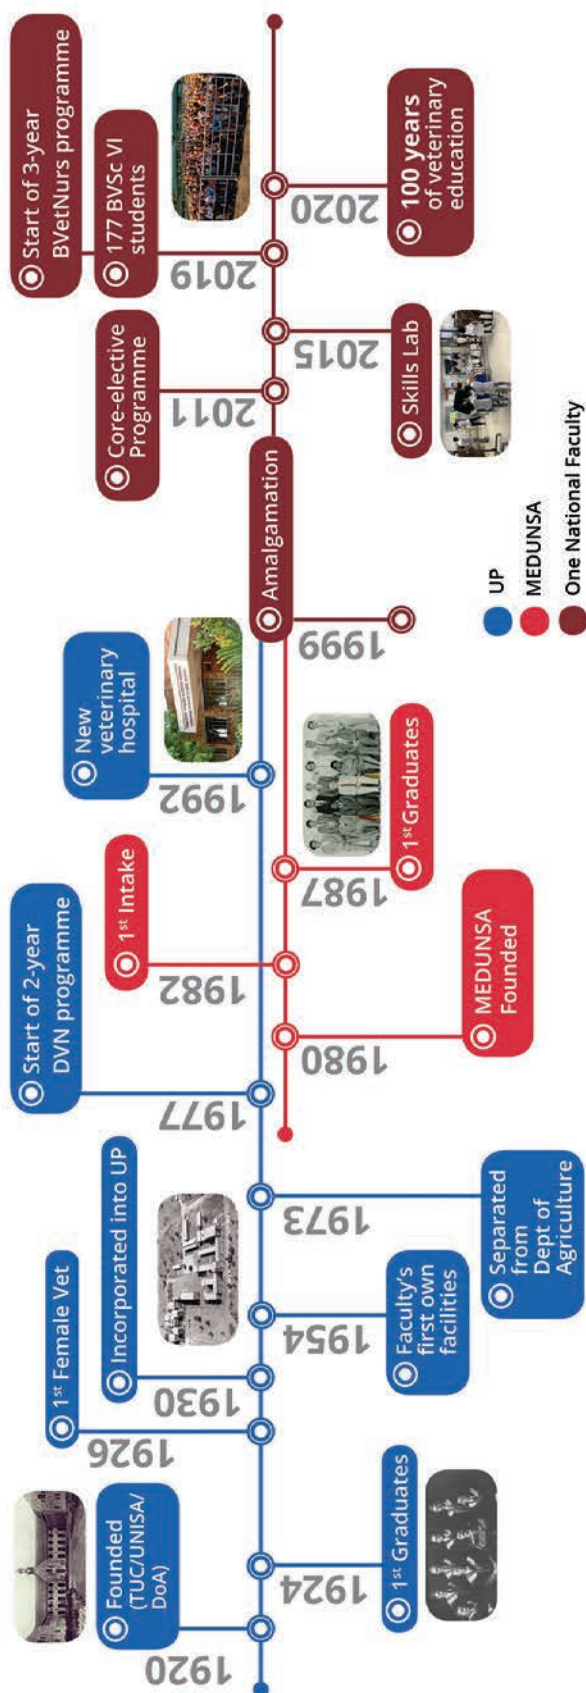 1920
Founded
(TUC/UNISA/
DoA)
1924
1st Graduates
1926
1st Female Vet
1930
Incorporated into UP
1954
Faculty's
first own
facilities
1973
Separated
from
Dept of
Agriculture
1977
Start of 2-year
DVN programme
1980
MEDUNSA
Founded
1982
1st Intake
1987
1st Graduates
1992
New
veterinary
hospital
1999
Amalgamation
2011
Core-elective
Programme
2015
Skills Lab
2019
Start of 3-year
BVetNurs programme
177 BVSc VI
students
2020
100 years
of veterinary
education
UP
MEDUNSA
One National Faculty